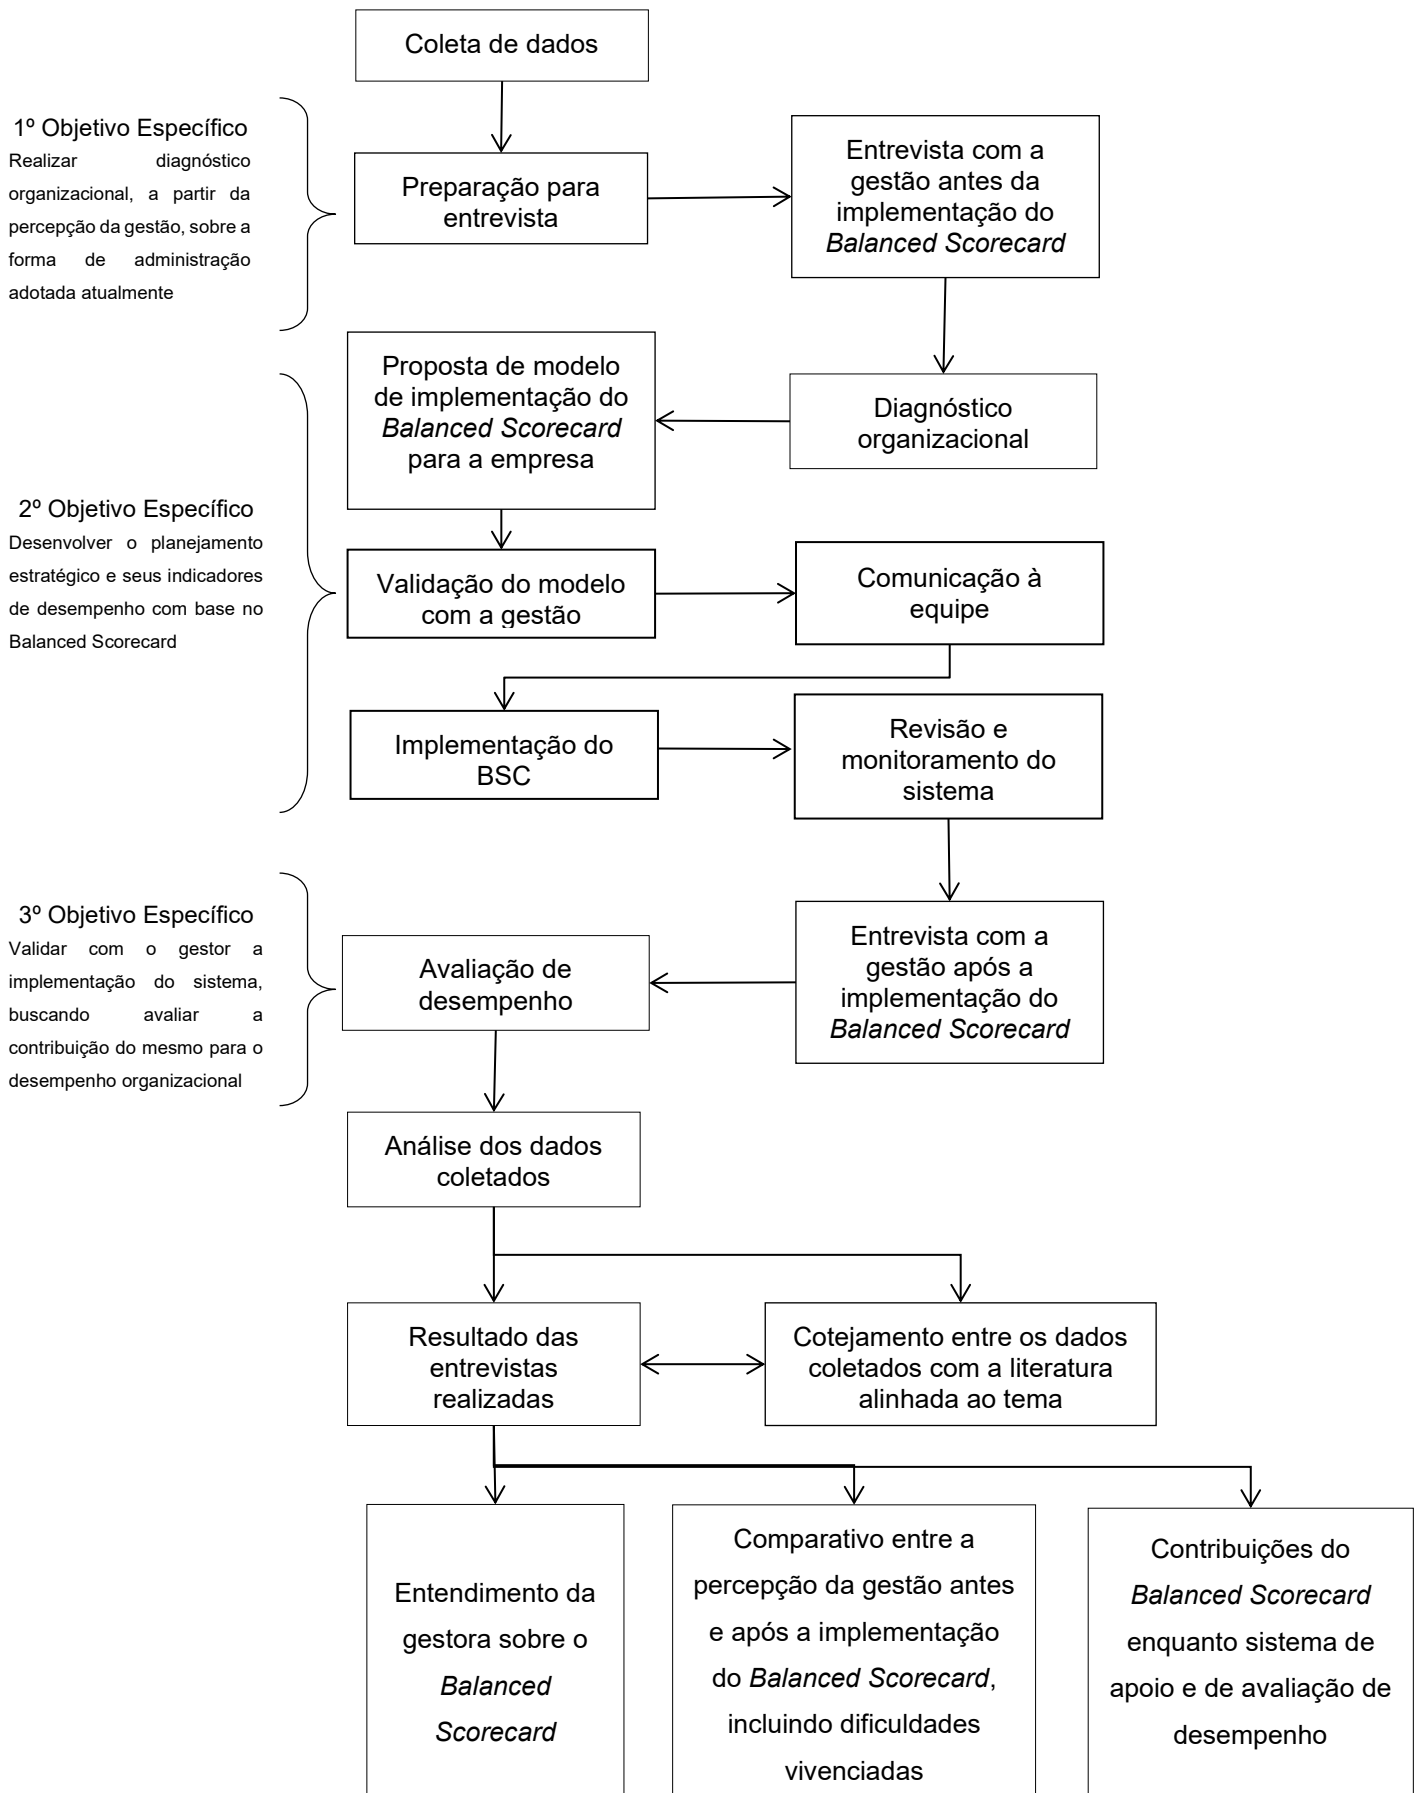 Coleta de dados
1º Objetivo Específico
Realizar diagnóstico
organizacional, a partir da
percepção da gestão, sobre a
forma de administração
adotada atualmente
Preparação para
entrevista
Entrevista com a
gestão antes da
implementação do
Balanced Scorecard
Proposta de modelo
de implementação do
Balanced Scorecard
para a empresa
Diagnóstico
organizacional
2º Objetivo Específico
Desenvolver o planejamento
estratégico e seus indicadores
de desempenho com base no
Balanced Scorecard
Validação do modelo
com a gestão
Comunicação à
equipe
Implementação do
BSC
Revisão e
monitoramento do
sistema
3º Objetivo Específico
Validar com o gestor a
implementação do sistema,
buscando avaliar a
contribuição do mesmo para o
desempenho organizacional
Avaliação de
desempenho
Entrevista com a
gestão após a
implementação do
Balanced Scorecard
Análise dos dados
coletados
Resultado das
entrevistas
realizadas
Cotejamento entre os dados
coletados com a literatura
alinhada ao tema
Entendimento da
gestora sobre o
Balanced
Scorecard
Comparativo entre a
percepção da gestão antes
e após a implementação
do Balanced Scorecard,
incluindo dificuldades
vivenciadas
Contribuições do
Balanced Scorecard
enquanto sistema de
apoio e de avaliação de
desempenho